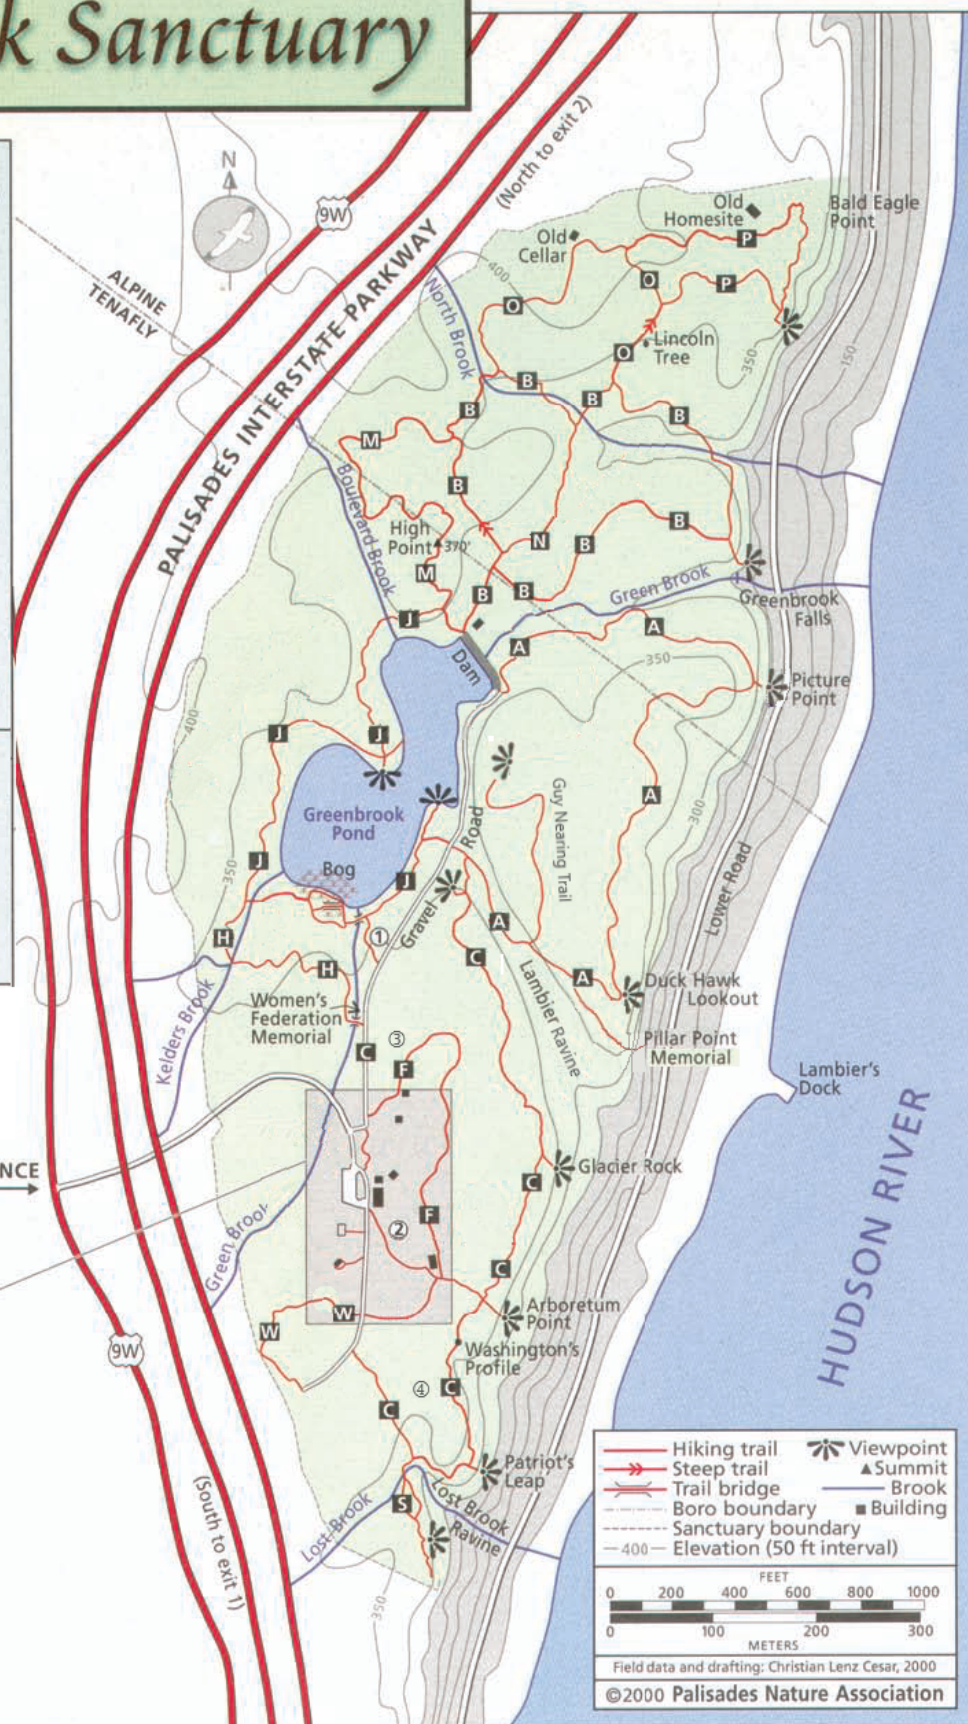 k Sanctuary
(North to exit 2)
N
9W
PALISADES INTERSTATE PARKWAY
ALPINE
TENAFLY
Old
Homesite
P
Bald Eagle
Point
Old
Cellar
400
O
P
O
North Brook
Lincoln
Tree
O
350
150
B
B
B
B
M
B
Boulevard Brook
High
Point
370'
N
B
B
M
B
B
Green Brook
Greenbrook
Falls
J
A
A
Dam
350
Picture
Point
400
J
J
A
300
Greenbrook
Pond
Road
Guy Nearing Trail
350
J
Bog
J
Lower Road
H
①
Gravel
A
C
H
A
Lambier Ravine
Duck Hawk
Lookout
Women's
Federation
Memorial
Kelders Brook
③
Pillar Point
Memorial
C
F
Lambier's
Dock
HUDSON RIVER
NCE
Glacier Rock
C
F
②
Green Brook
C
W
W
Arboretum
Point
9W
Washington's
Profile
④
C
C
Patriot's
Leap
S
Lost Brook
Lost Brook
Ravine
(South to exit 1)
350
Hiking trail
Viewpoint
Steep trail
Summit
Trail bridge
Brook
Boro boundary
Building
Sanctuary boundary
400
Elevation (50 ft interval)
FEET
0 200 400 600 800 1000
0 100 200 300
METERS
Field data and drafting: Christian Lenz Cesar, 2000
©2000 Palisades Nature Association